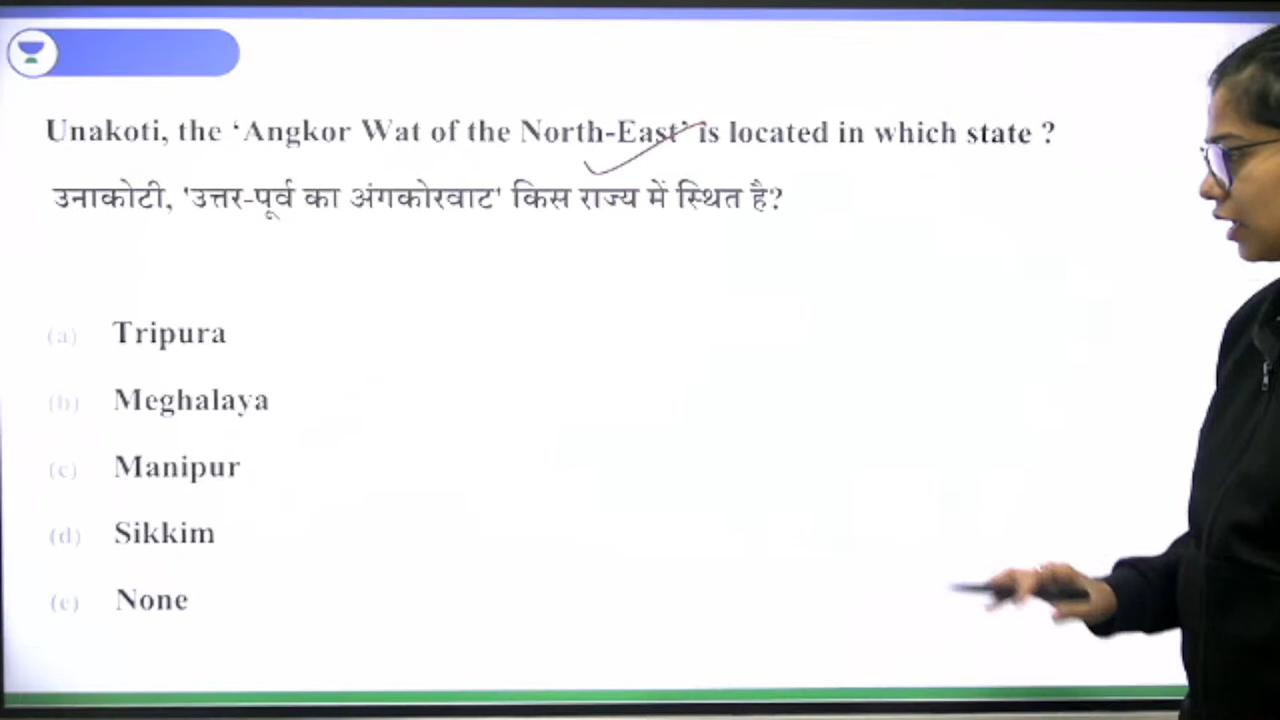 Unakoti, the ‘Angkor Wat of the North-East’ is located in which state ?
उनाकोटी, 'उत्तर-पूर्व का अंगकोरवाट' किस राज्य में स्थित है?
(a) Tripura
(b) Meghalaya
(c) Manipur
(d) Sikkim
(e) None